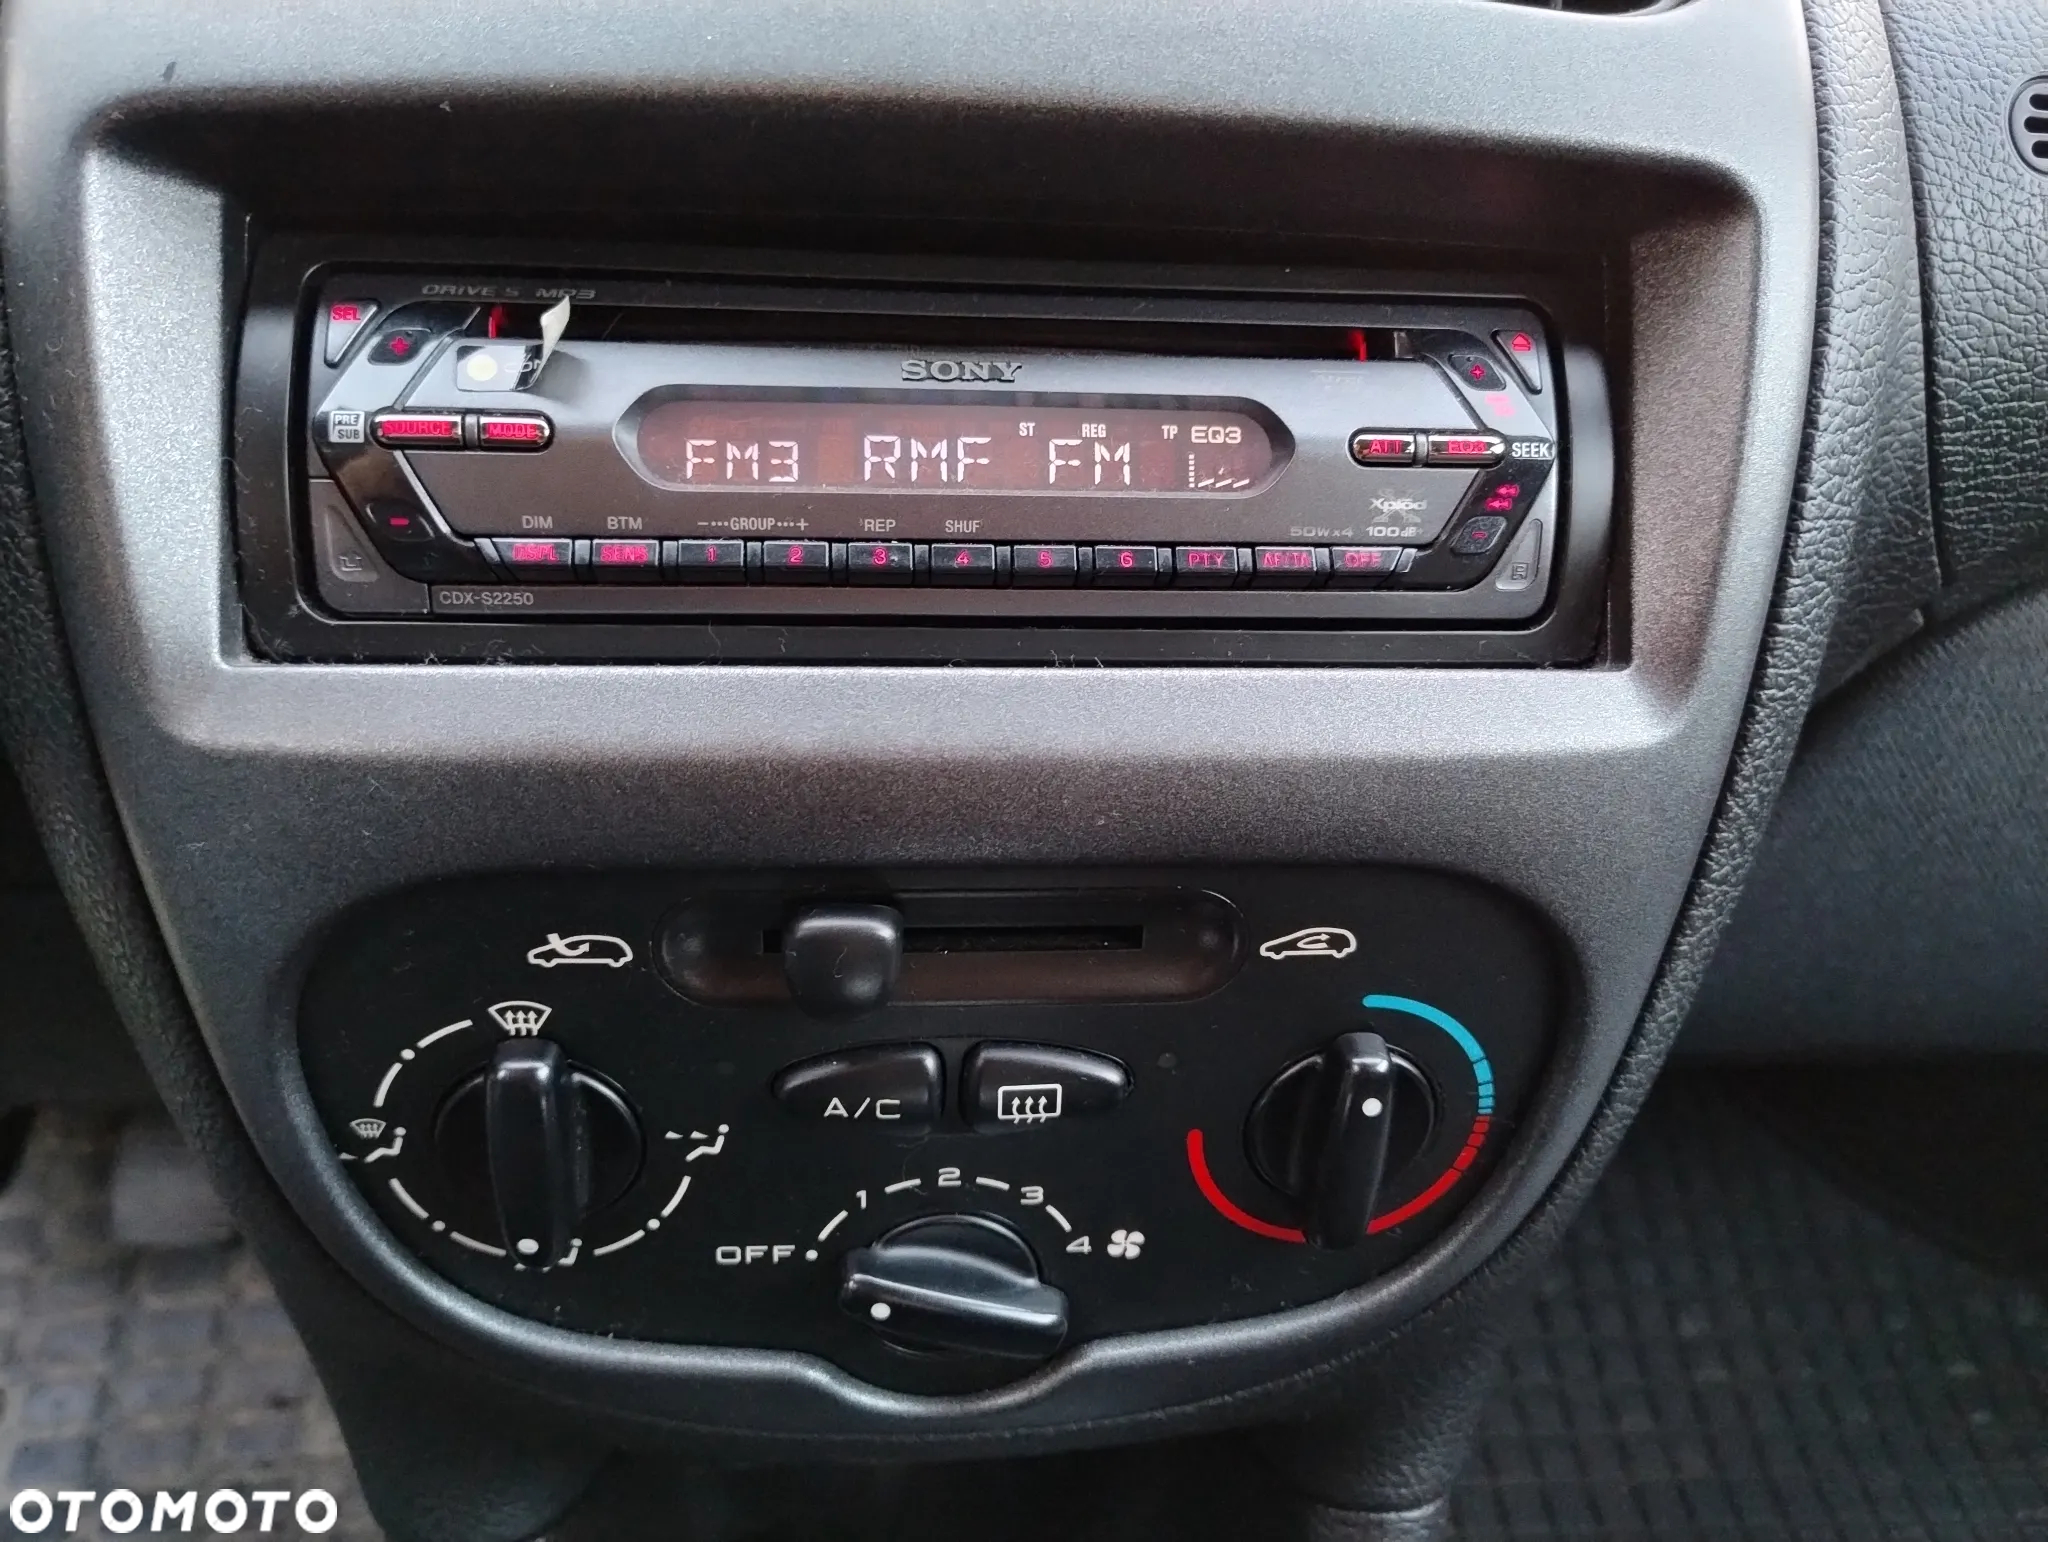 DRIVE S MP3
SEL
SONY
PRE SUB
SOURCE MODE
FM3 RMF FM
ST REG TP EQ3
ATT EQ3 SEEK
Xplod
50Wx4 100dB
DIM BTM -····GROUP····+ REP SHUF
DSPL SENS 1 2 3 4 5 6 PTY AF/TA OFF
CDX-S2250
A/C
OFF 1 2 3 4
OTOMOTO